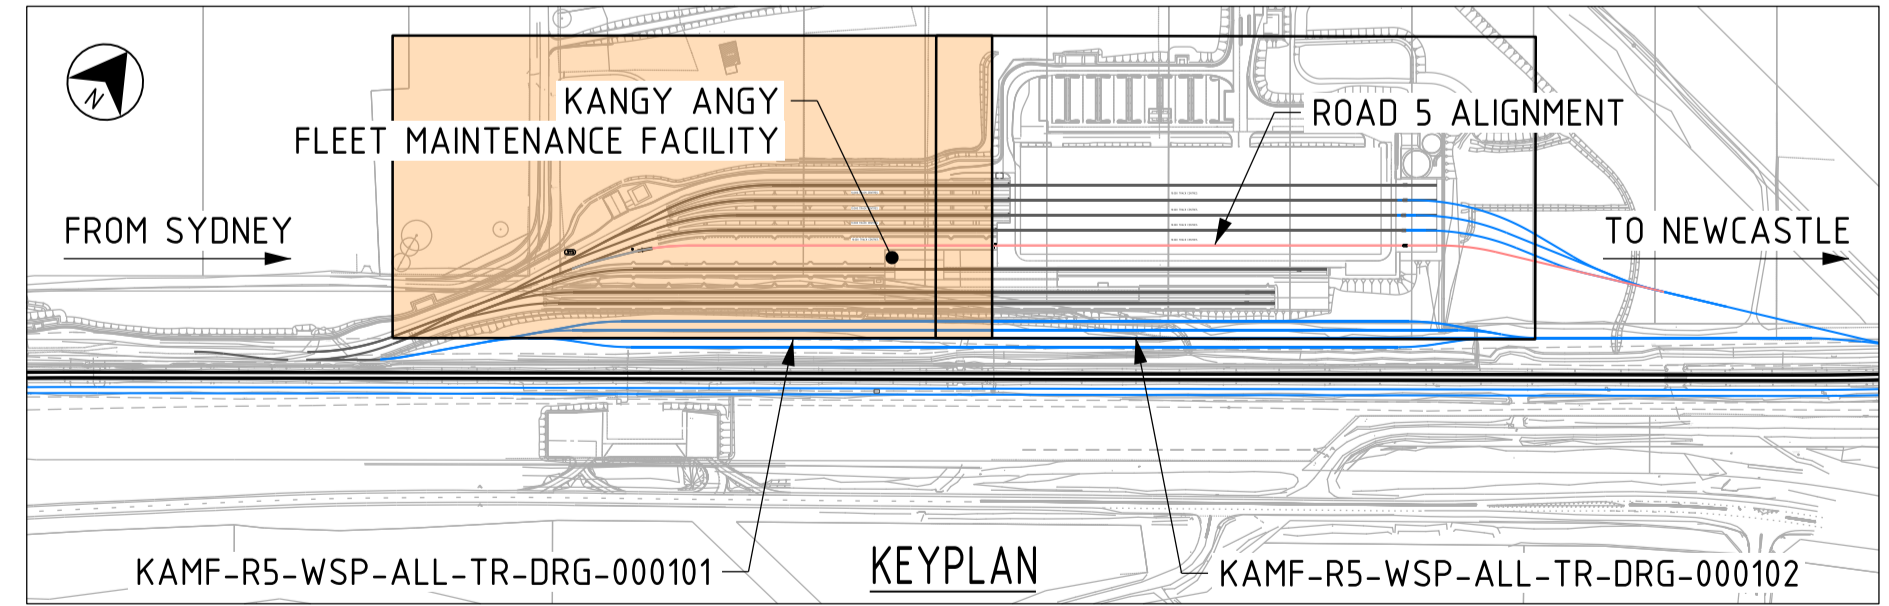 N
KANGY ANGY
FLEET MAINTENANCE FACILITY
ROAD 5 ALIGNMENT
FROM SYDNEY
TO NEWCASTLE
KAMF-R5-WSP-ALL-TR-DRG-000101
KEYPLAN
KAMF-R5-WSP-ALL-TR-DRG-000102